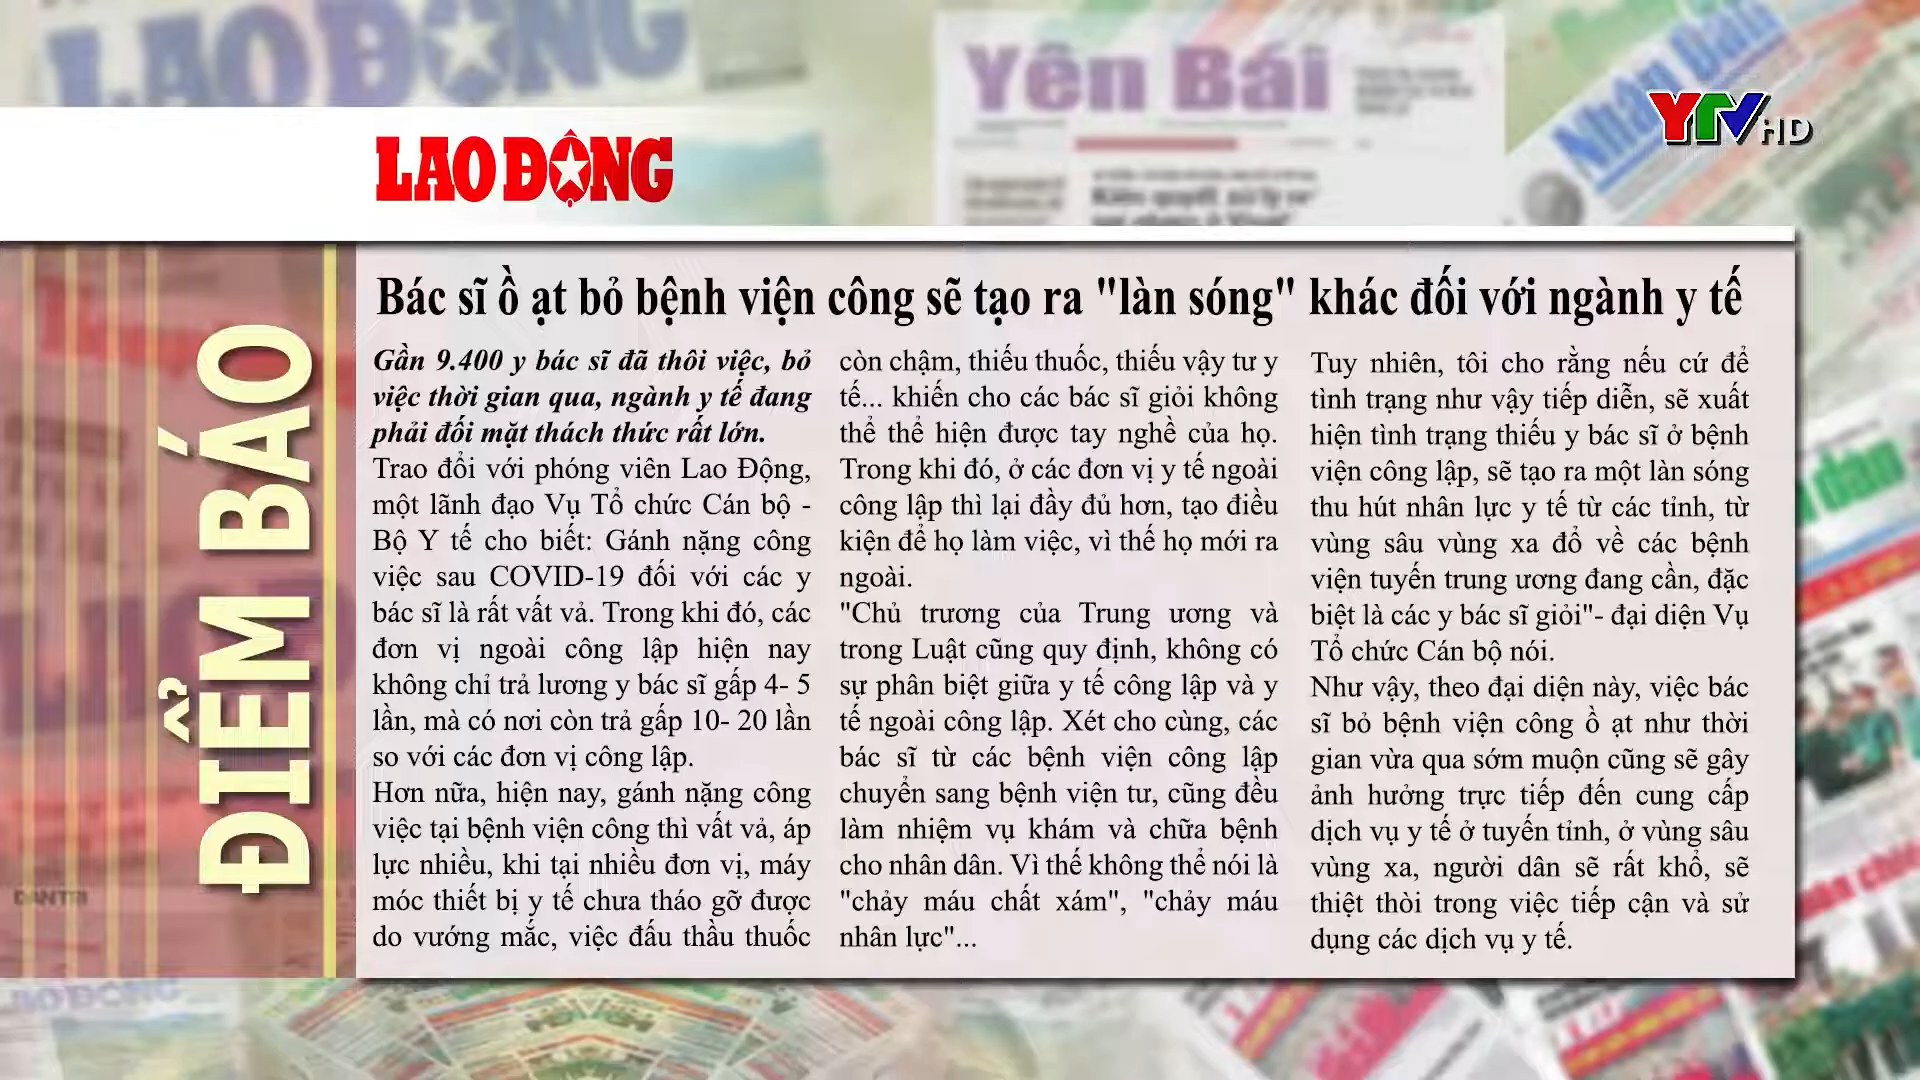 LAO ĐỘNG
Yên Bái
Nhân Dân
YTV HD
LAO ĐỘNG
ĐIỂM BÁO
Bác sĩ ồ ạt bỏ bệnh viện công sẽ tạo ra "làn sóng" khác đối với ngành y tế
Gần 9.400 y bác sĩ đã thôi việc, bỏ
việc thời gian qua, ngành y tế đang
phải đối mặt thách thức rất lớn.
Trao đổi với phóng viên Lao Động,
một lãnh đạo Vụ Tổ chức Cán bộ -
Bộ Y tế cho biết: Gánh nặng công
việc sau COVID-19 đối với các y
bác sĩ là rất vất vả. Trong khi đó, các
đơn vị ngoài công lập hiện nay
không chỉ trả lương y bác sĩ gấp 4- 5
lần, mà có nơi còn trả gấp 10- 20 lần
so với các đơn vị công lập.
Hơn nữa, hiện nay, gánh nặng công
việc tại bệnh viện công thì vất vả, áp
lực nhiều, khi tại nhiều đơn vị, máy
móc thiết bị y tế chưa tháo gỡ được
do vướng mắc, việc đấu thầu thuốc
còn chậm, thiếu thuốc, thiếu vậy tư y
tế... khiến cho các bác sĩ giỏi không
thể thể hiện được tay nghề của họ.
Trong khi đó, ở các đơn vị y tế ngoài
công lập thì lại đầy đủ hơn, tạo điều
kiện để họ làm việc, vì thế họ mới ra
ngoài.
"Chủ trương của Trung ương và
trong Luật cũng quy định, không có
sự phân biệt giữa y tế công lập và y
tế ngoài công lập. Xét cho cùng, các
bác sĩ từ các bệnh viện công lập
chuyển sang bệnh viện tư, cũng đều
làm nhiệm vụ khám và chữa bệnh
cho nhân dân. Vì thế không thể nói là
"chảy máu chất xám", "chảy máu
nhân lực"...
Tuy nhiên, tôi cho rằng nếu cứ để
tình trạng như vậy tiếp diễn, sẽ xuất
hiện tình trạng thiếu y bác sĩ ở bệnh
viện công lập, sẽ tạo ra một làn sóng
thu hút nhân lực y tế từ các tỉnh, từ
vùng sâu vùng xa đổ về các bệnh
viện tuyến trung ương đang cần, đặc
biệt là các y bác sĩ giỏi"- đại diện Vụ
Tổ chức Cán bộ nói.
Như vậy, theo đại diện này, việc bác
sĩ bỏ bệnh viện công ồ ạt như thời
gian vừa qua sớm muộn cũng sẽ gây
ảnh hưởng trực tiếp đến cung cấp
dịch vụ y tế ở tuyến tỉnh, ở vùng sâu
vùng xa, người dân sẽ rất khổ, sẽ
thiệt thòi trong việc tiếp cận và sử
dụng các dịch vụ y tế.
DANTRI
LAO ĐỘNG